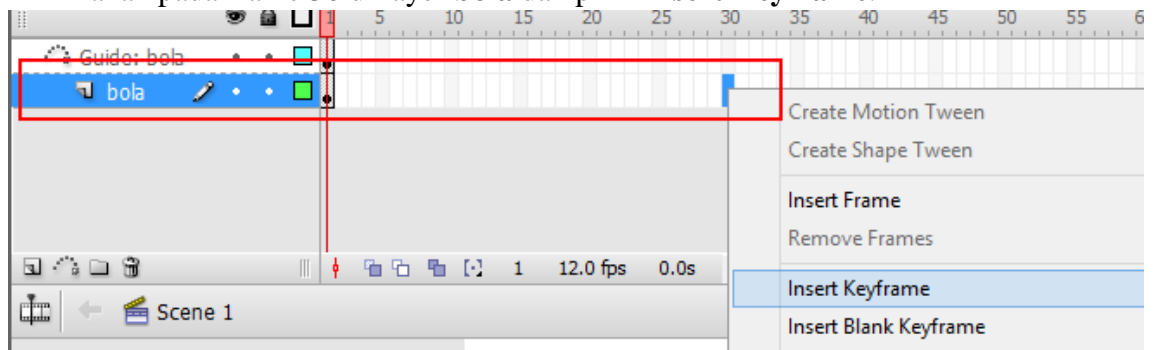 5 10 15 20 25 30 35 40 45 50 55 6
Guide: bola
bola
Create Motion Tween
Create Shape Tween
Insert Frame
Remove Frames
Insert Keyframe
Insert Blank Keyframe
1 12.0 fps 0.0s
Scene 1